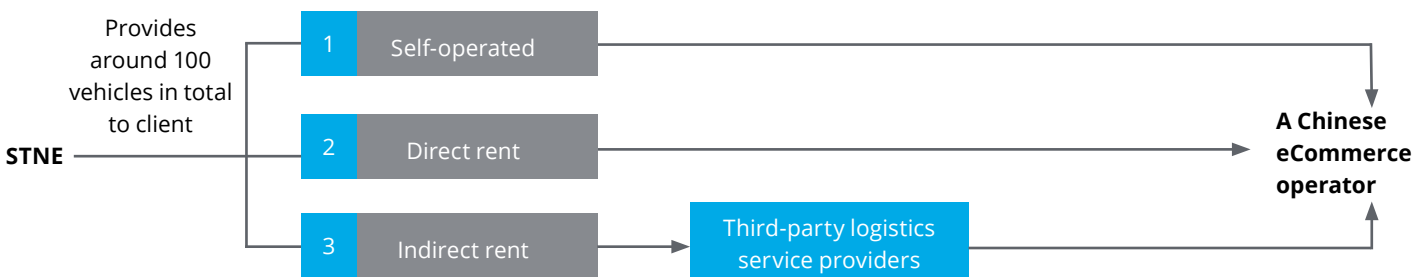 Provides
around 100
vehicles in total
to client
STNE
1 Self-operated
2 Direct rent
3 Indirect rent
Third-party logistics
service providers
A Chinese
eCommerce
operator